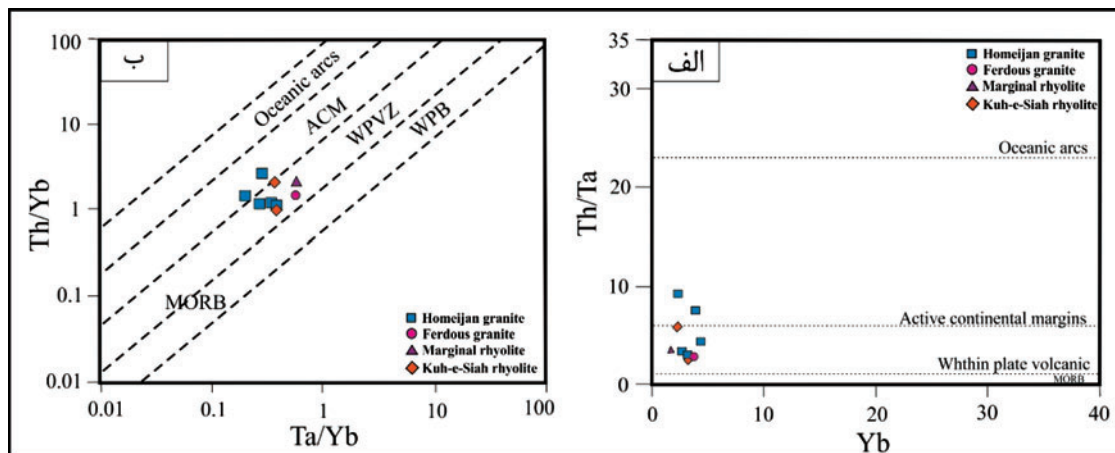 ب
100
10
1
0.1
0.01
Th/Yb
Oceanic arcs
ACM
WPVZ
WPB
MORB
Homeijan granite
Ferdous granite
Marginal rhyolite
Kuh-e-Siah rhyolite
0.01
0.1
1
10
100
Ta/Yb
الف
35
30
20
10
0
Th/Ta
Homeijan granite
Ferdous granite
Marginal rhyolite
Kuh-e-Siah rhyolite
Oceanic arcs
Active continental margins
Whthin plate volcanic
MORB
0
10
20
30
40
Yb